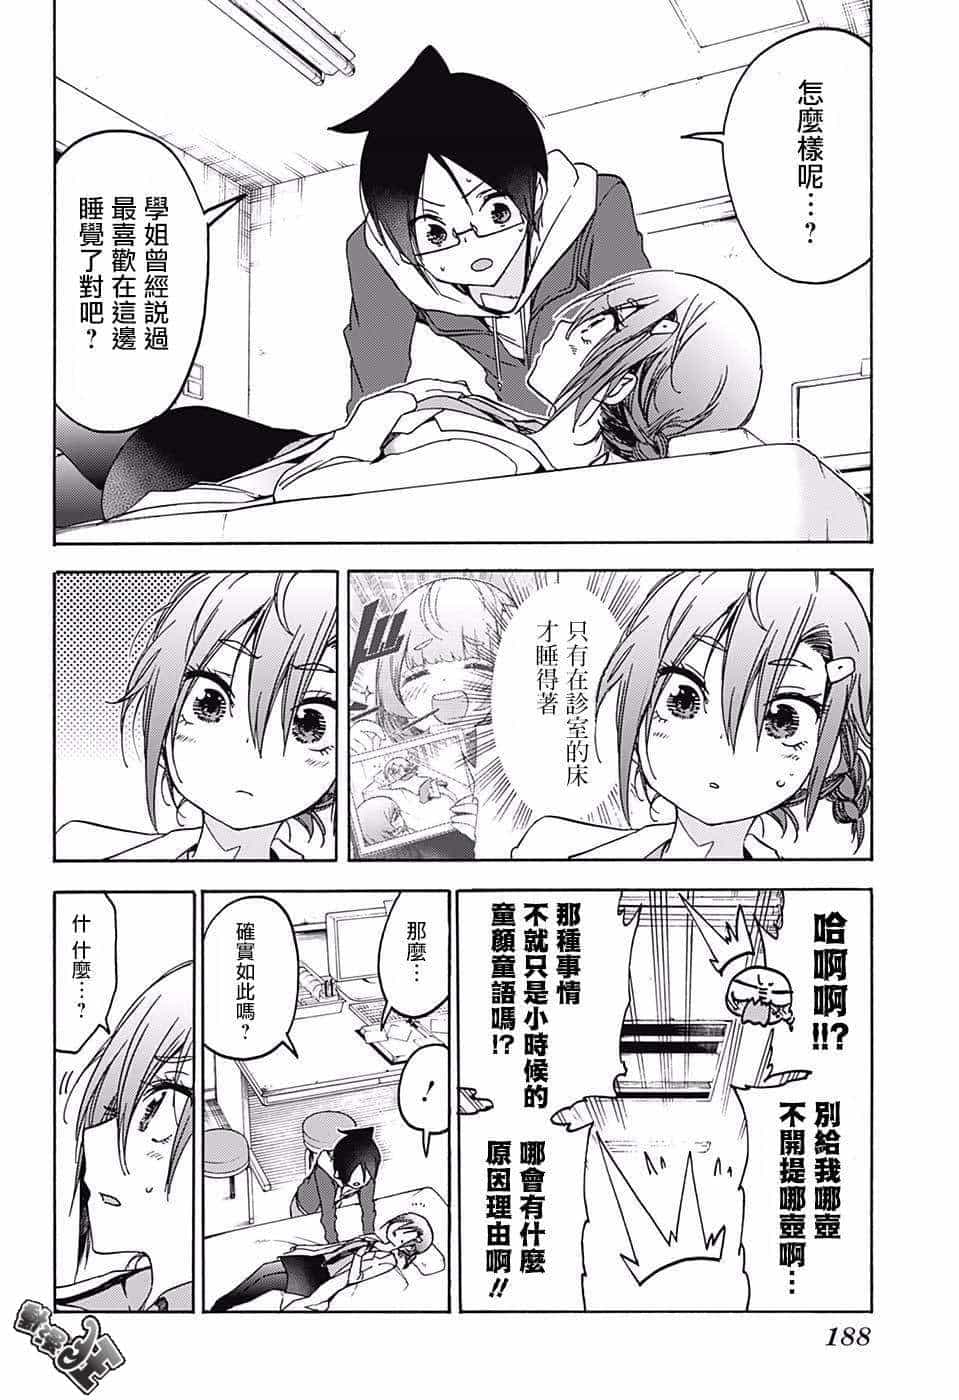 怎麼樣呢…?
學姐曾經說過
最喜歡在這邊
睡覺了對吧?
只有在診室的床
才睡得著
哈啊啊!!?
別給我哪壺
不開提哪壺啊…
那種事情
不就只是小時候的
童顏童語嗎!?
哪會有什麼
原因理由啊!!
那麼…
!
確實如此嗎?
什什麼…?
188